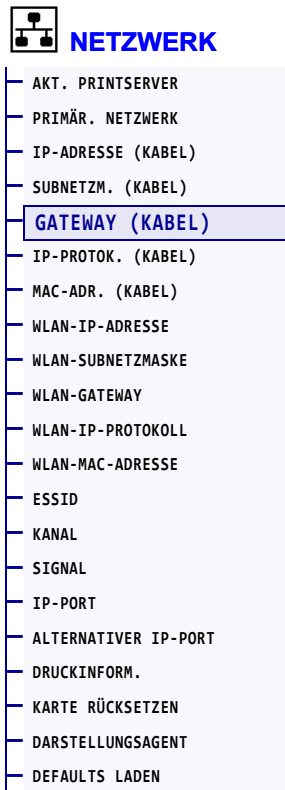 NETZWERK
AKT. PRINTSERVER
PRIMÄR. NETZWERK
IP-ADRESSE (KABEL)
SUBNETZM. (KABEL)
GATEWAY (KABEL)
IP-PROTOK. (KABEL)
MAC-ADR. (KABEL)
WLAN-IP-ADRESSE
WLAN-SUBNETZMASKE
WLAN-GATEWAY
WLAN-IP-PROTOKOLL
WLAN-MAC-ADRESSE
ESSID
KANAL
SIGNAL
IP-PORT
ALTERNATIVER IP-PORT
DRUCKINFORM.
KARTE RÜCKSETZEN
DARSTELLUNGSAGENT
DEFAULTS LADEN